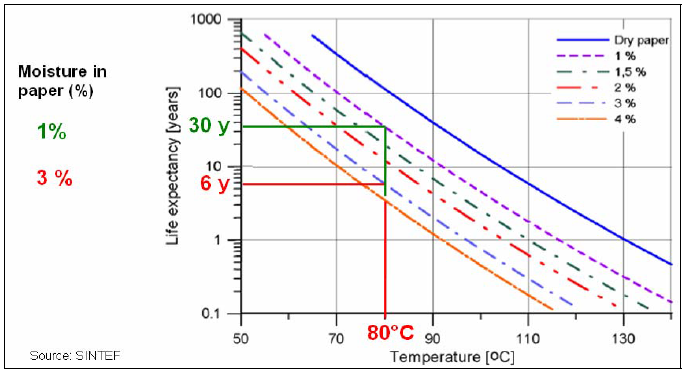 Moisture in
paper (%)
1%
3 %
Source: SINTEF
Life expectancy [years]
1000
100
10
1
0.1
30 y
6 y
Dry paper
1 %
1,5 %
2 %
3 %
4 %
50
70
80°C
90
110
130
Temperature [ºC]